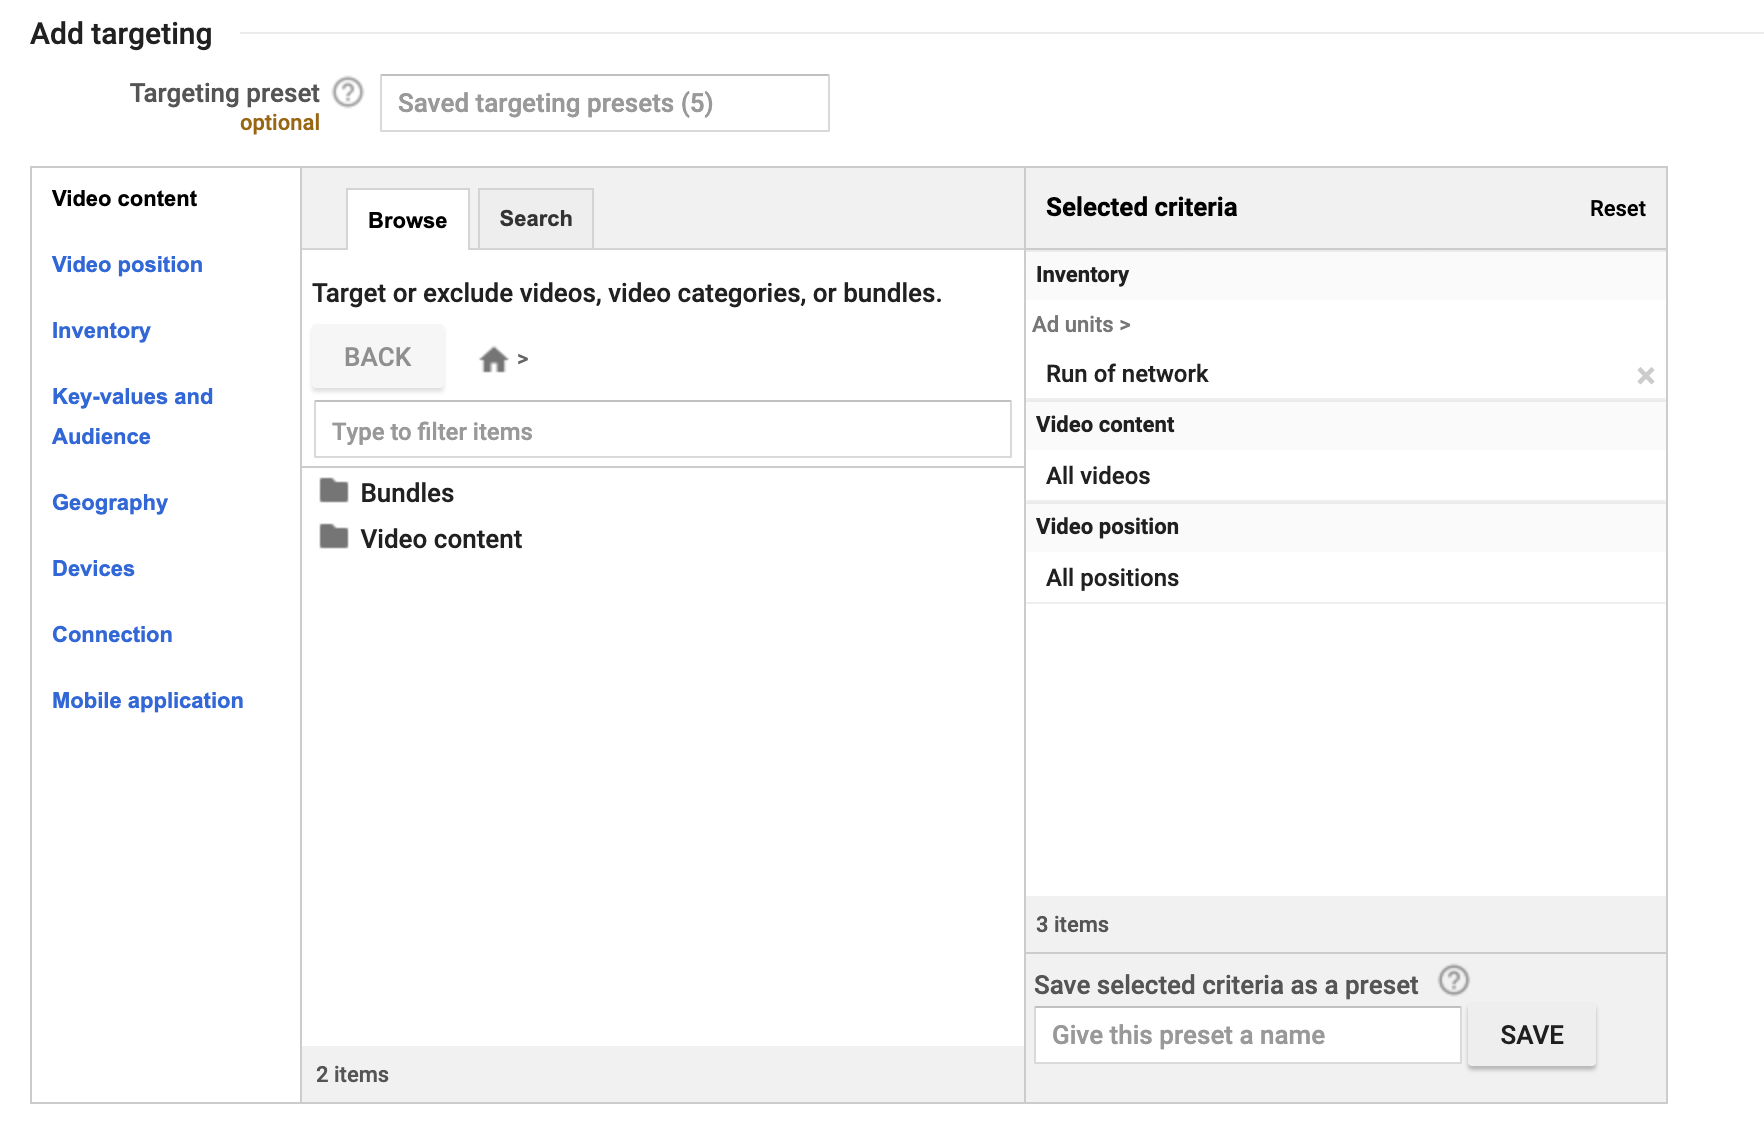 Add targeting
Targeting preset ?
optional
Saved targeting presets (5)
Video content
Video position
Inventory
Key-values and
Audience
Geography
Devices
Connection
Mobile application
Browse
Search
Target or exclude videos, video categories, or bundles.
BACK
>
Type to filter items
Bundles
Video content
2 items
Selected criteria
Reset
Inventory
Ad units >
Run of network
Video content
All videos
Video position
All positions
3 items
Save selected criteria as a preset ?
Give this preset a name
SAVE